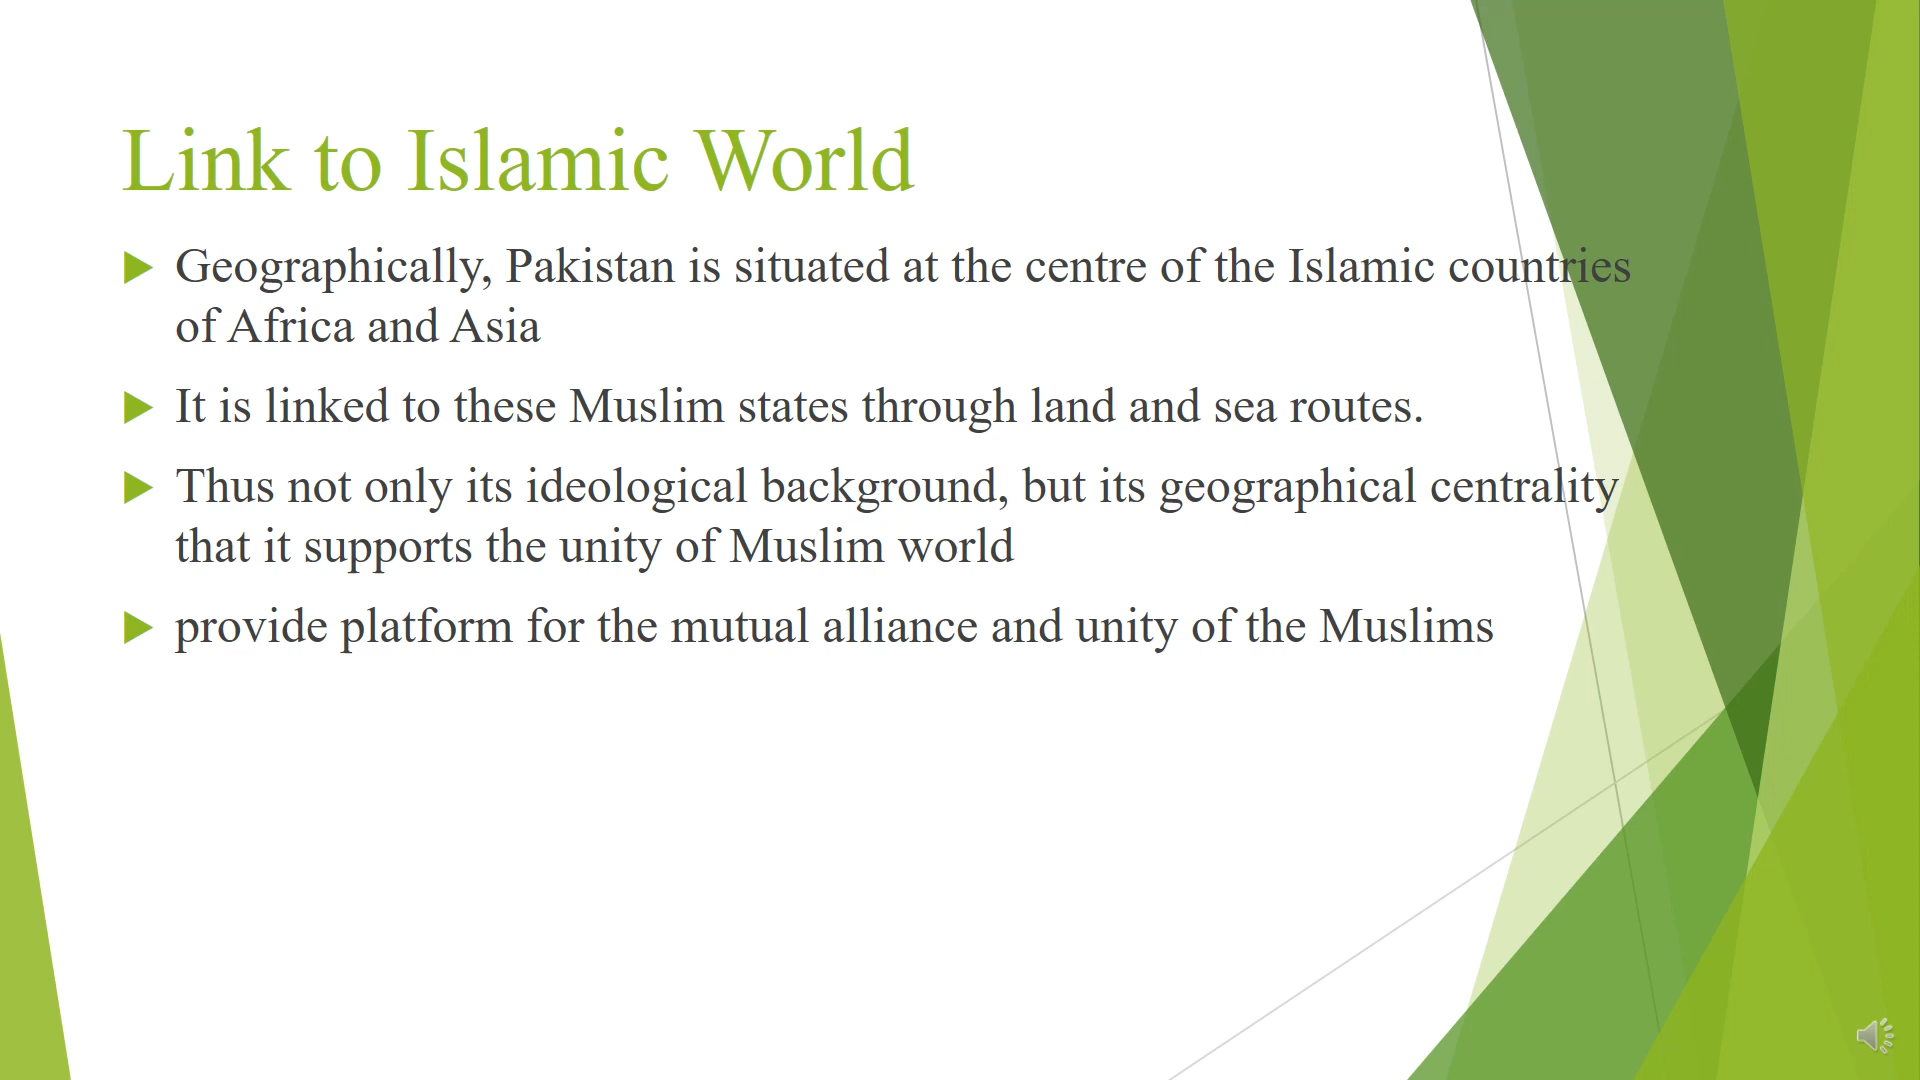 Link to Islamic World
Geographically, Pakistan is situated at the centre of the Islamic countries
of Africa and Asia
It is linked to these Muslim states through land and sea routes.
Thus not only its ideological background, but its geographical centrality
that it supports the unity of Muslim world
provide platform for the mutual alliance and unity of the Muslims